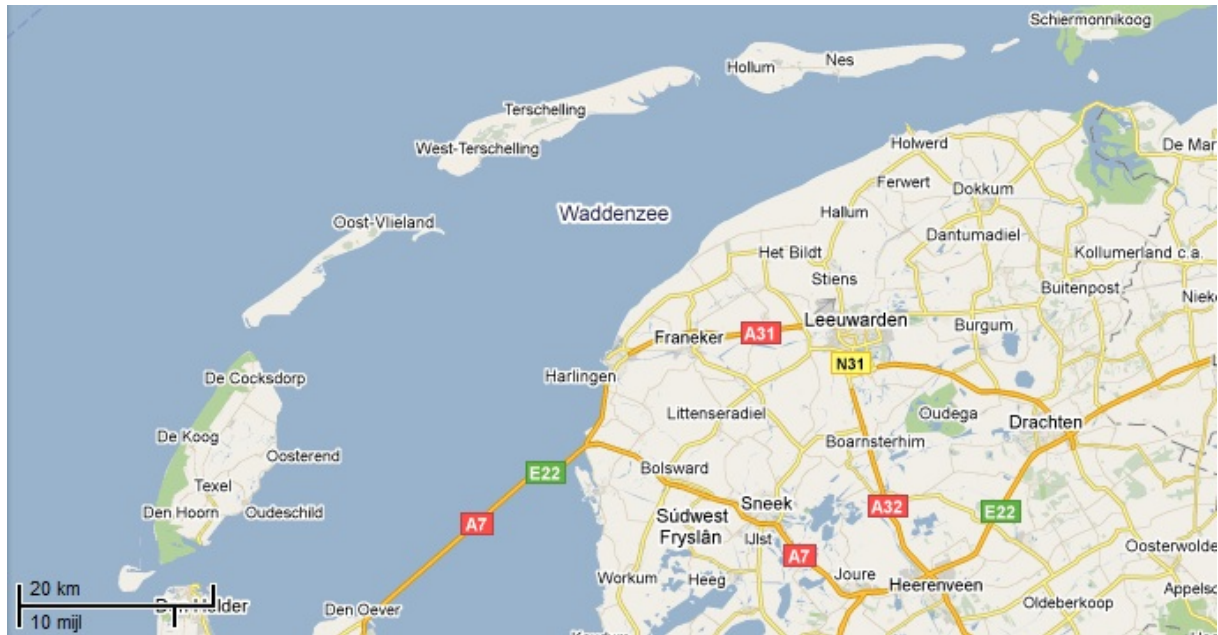 Schiermonnikoog
Hollum
Nes
Terschelling
West-Terschelling
Holwerd
De Mar
Ferwert
Dokkum
Waddenzee
Hallum
Oost-Vlieland
Dantumadiel
Het Bildt
Kollumerland c.a.
Stiens
Buitenpost
Nieke
Leeuwarden
Burgum
A31
Franeker
N31
Harlingen
De Cocksdorp
Littenseradiel
Oudega
Drachten
De Koog
Boarnsterhim
Oosterend
Bolsward
E22
Texel
Sneek
Den Hoorn
Oudeschild
A32
E22
Súdwest
Fryslân
A7
IJlst
A7
Oosterwolde
Joure
Workum
Heeg
Heerenveen
20 km
Appelsc
Den Helder
Den Oever
Oldeberkoop
10 mijl